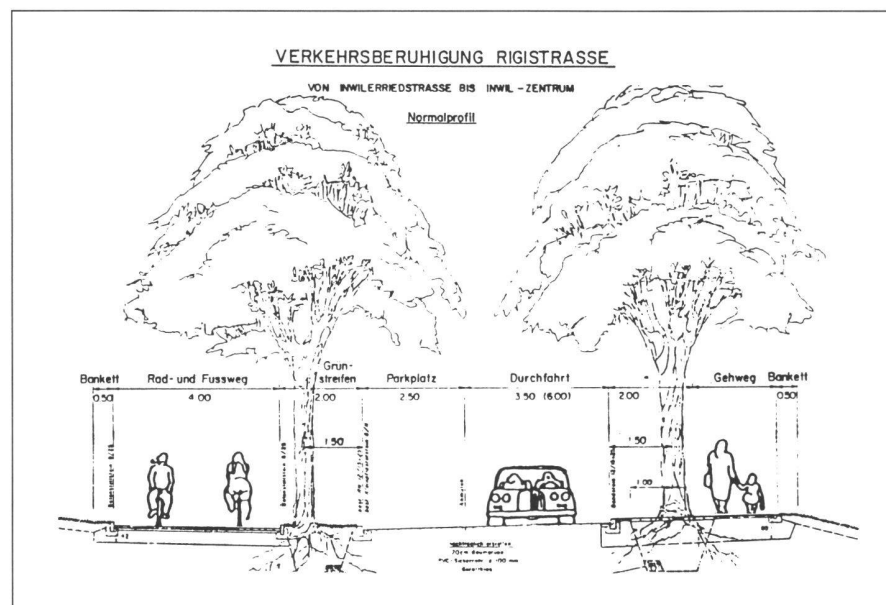 VERKEHRSBERUHIGUNG RIGISTRASSE
VON INWILERRIEDSTRASSE BIS INWIL - ZENTRUM
Normalprofil
Bankett
Rad- und Fussweg
Grün-
streifen
Parkplatz
Durchfahrt
Gehweg
Bankett
0.50
4.00
2.00
2.50
3.50 (6.00)
2.00
0.50
1.50
1.50
1.00